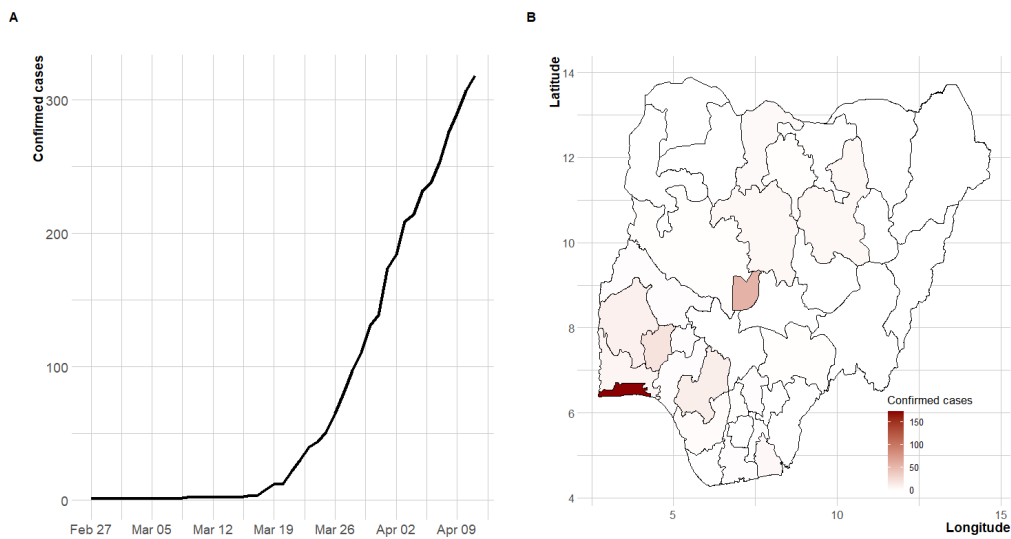 A
Confirmed cases
300
200
100
0
Feb 27 Mar 05 Mar 12 Mar 19 Mar 26 Apr 02 Apr 09
B
Latitude
14
12
10
8
6
4
Confirmed cases
150
100
50
0
5 10 15
Longitude